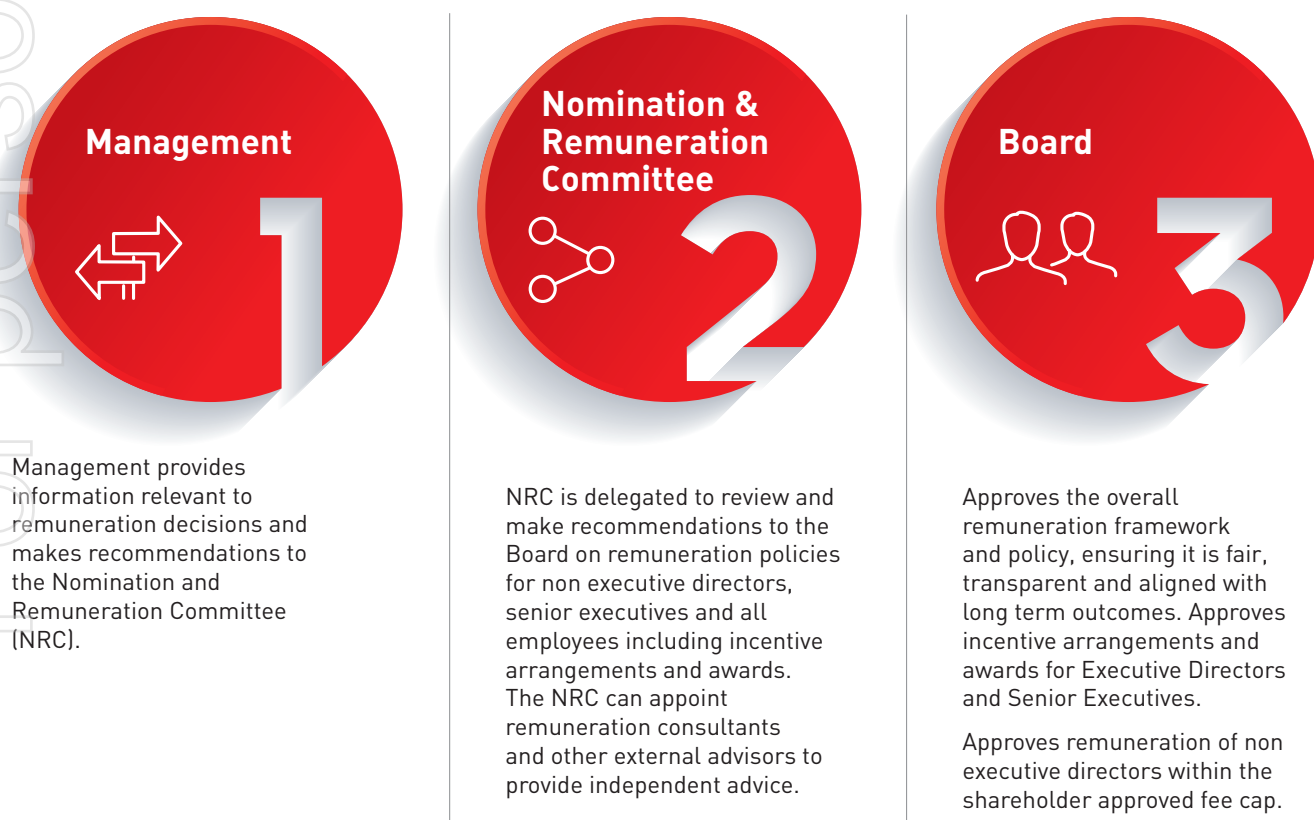 Management
1
Management provides
information relevant to
remuneration decisions and
makes recommendations to
the Nomination and
Remuneration Committee
(NRC).
Nomination &
Remuneration
Committee
2
NRC is delegated to review and
make recommendations to the
Board on remuneration policies
for non executive directors,
senior executives and all
employees including incentive
arrangements and awards.
The NRC can appoint
remuneration consultants
and other external advisors to
provide independent advice.
Board
3
Approves the overall
remuneration framework
and policy, ensuring it is fair,
transparent and aligned with
long term outcomes. Approves
incentive arrangements and
awards for Executive Directors
and Senior Executives.
Approves remuneration of non
executive directors within the
shareholder approved fee cap.